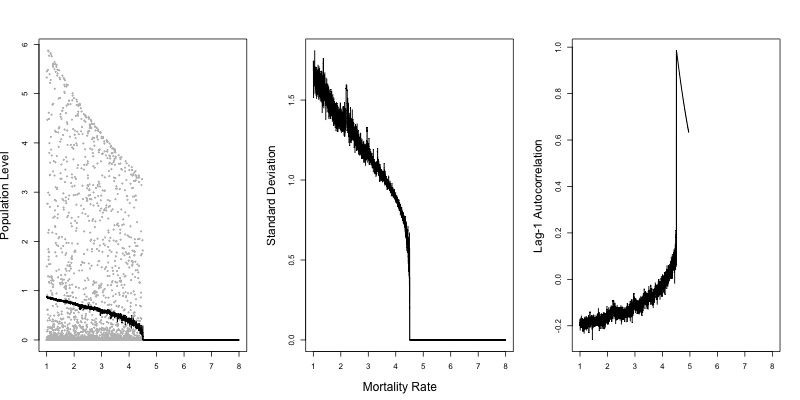 Population Level
0 1 2 3 4 5 6
1 2 3 4 5 6 7 8
Standard Deviation
0.0 0.5 1.0 1.5
1 2 3 4 5 6 7 8
Lag-1 Autocorrelation
-0.2 0.0 0.2 0.4 0.6 0.8 1.0
1 2 3 4 5 6 7 8
Mortality Rate